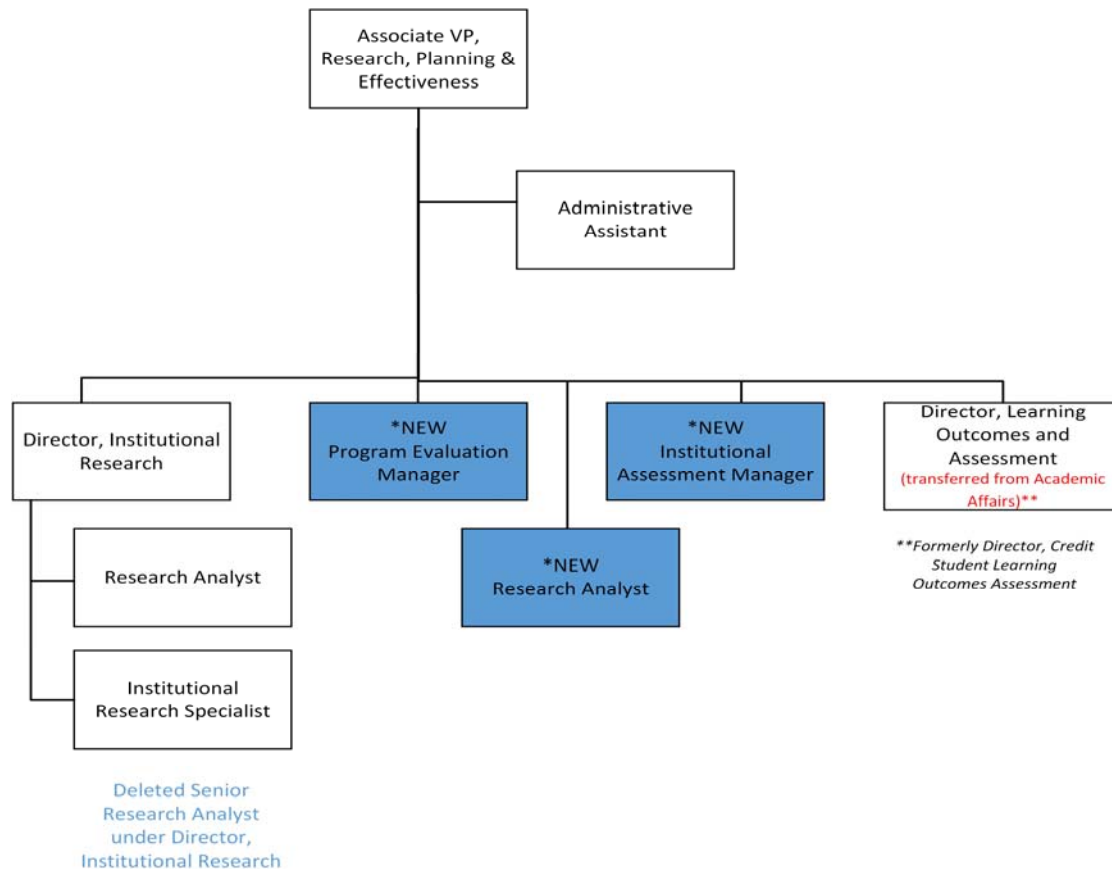 Associate VP,
Research, Planning &
Effectiveness
Administrative
Assistant
Director, Institutional
Research
*NEW
Program Evaluation
Manager
*NEW
Institutional
Assessment Manager
Director, Learning
Outcomes and
Assessment
(transferred from Academic
Affairs)**
Research Analyst
*NEW
Research Analyst
**Formerly Director, Credit
Student Learning
Outcomes Assessment
Institutional
Research Specialist
Deleted Senior
Research Analyst
under Director,
Institutional Research